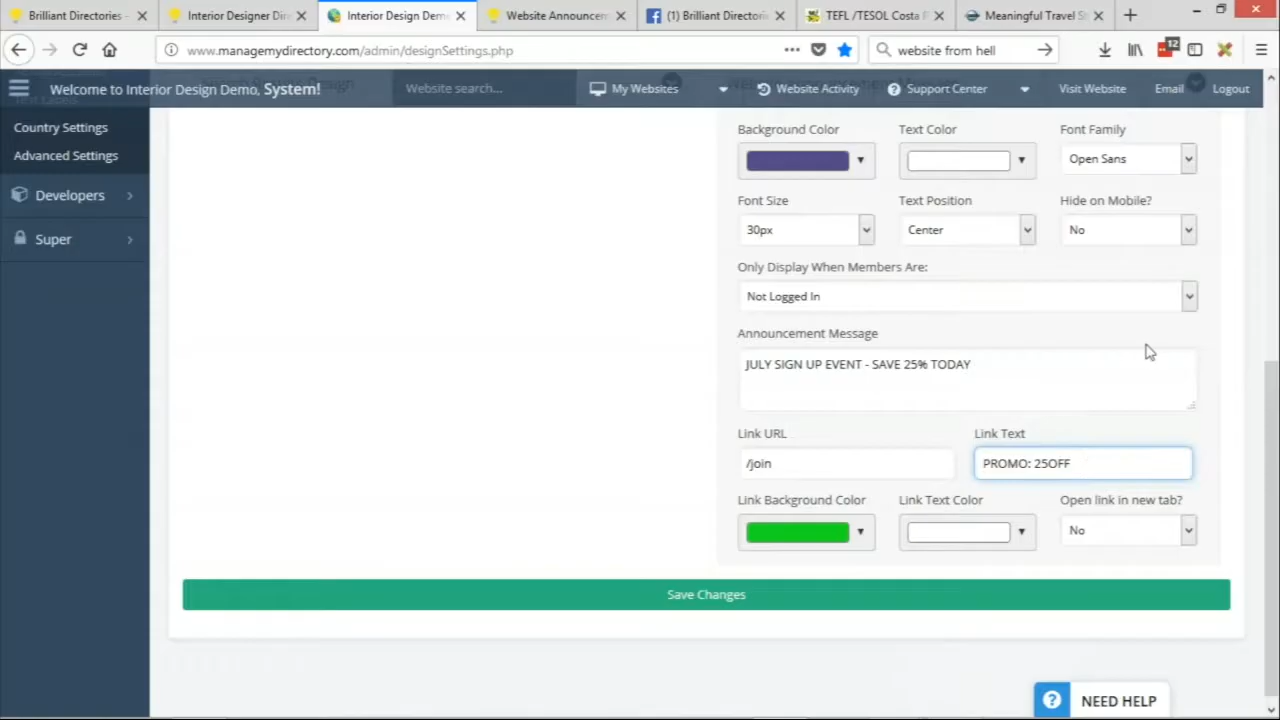 Brilliant Directories -
Interior Designer Dir
Interior Design Dem
Website Announcem
(1) Brilliant Directori
TEFL /TESOL Costa R
Meaningful Travel S
www.managemydirectory.com/admin/designSettings.php
website from hell
12
Welcome to Interior Design Demo, System!
Website search...
My Websites
Website Activity
Support Center
Visit Website
Email
Logout
Country Settings
Advanced Settings
Developers
Super
Background Color
Text Color
Font Family
Open Sans
Font Size
Text Position
Hide on Mobile?
30px
Center
No
Only Display When Members Are:
Not Logged In
Announcement Message
JULY SIGN UP EVENT - SAVE 25% TODAY
Link URL
Link Text
/join
PROMO: 25OFF
Link Background Color
Link Text Color
Open link in new tab?
No
Save Changes
? NEED HELP